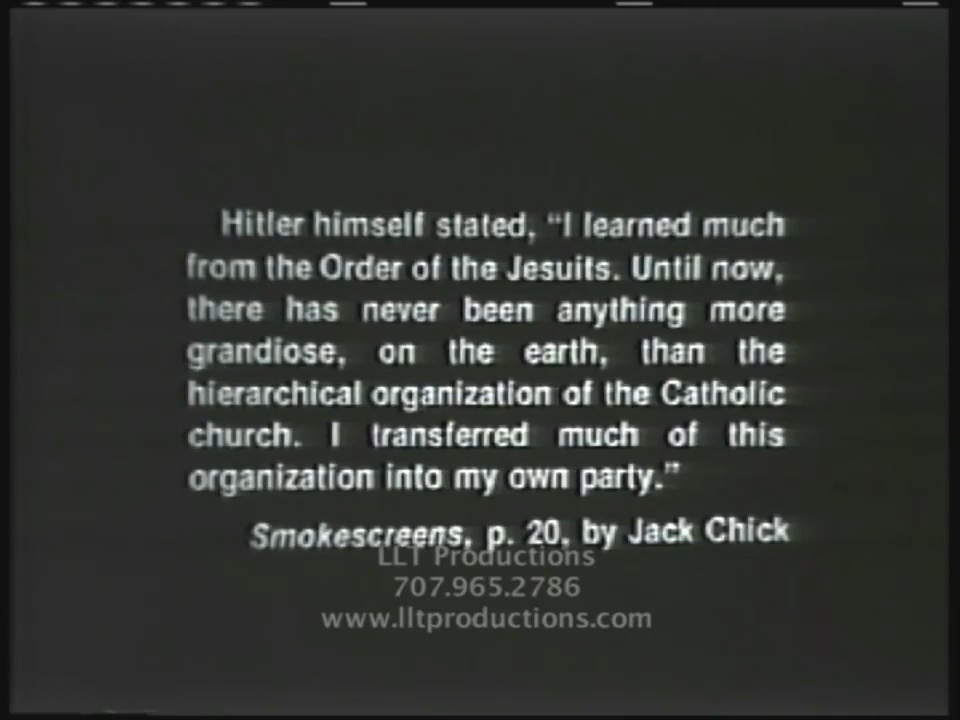 Hitler himself stated, “I learned much
from the Order of the Jesuits. Until now,
there has never been anything more
grandiose, on the earth, than the
hierarchical organization of the Catholic
church. I transferred much of this
organization into my own party.”
Smokescreens, p. 20, by Jack Chick
LLT Productions
707.965.2786
www.lltproductions.com